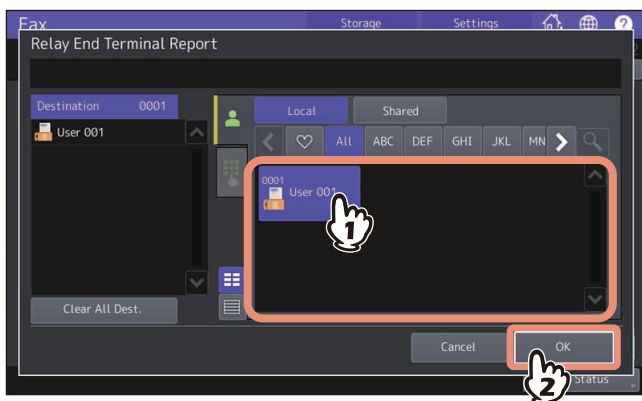 Fax Storage Settings ?
Relay End Terminal Report
Destination 0001
User 001
Local Shared
All ABC DEF GHI JKL MN
0001
User 001
1
Clear All Dest.
Cancel OK
2
Status